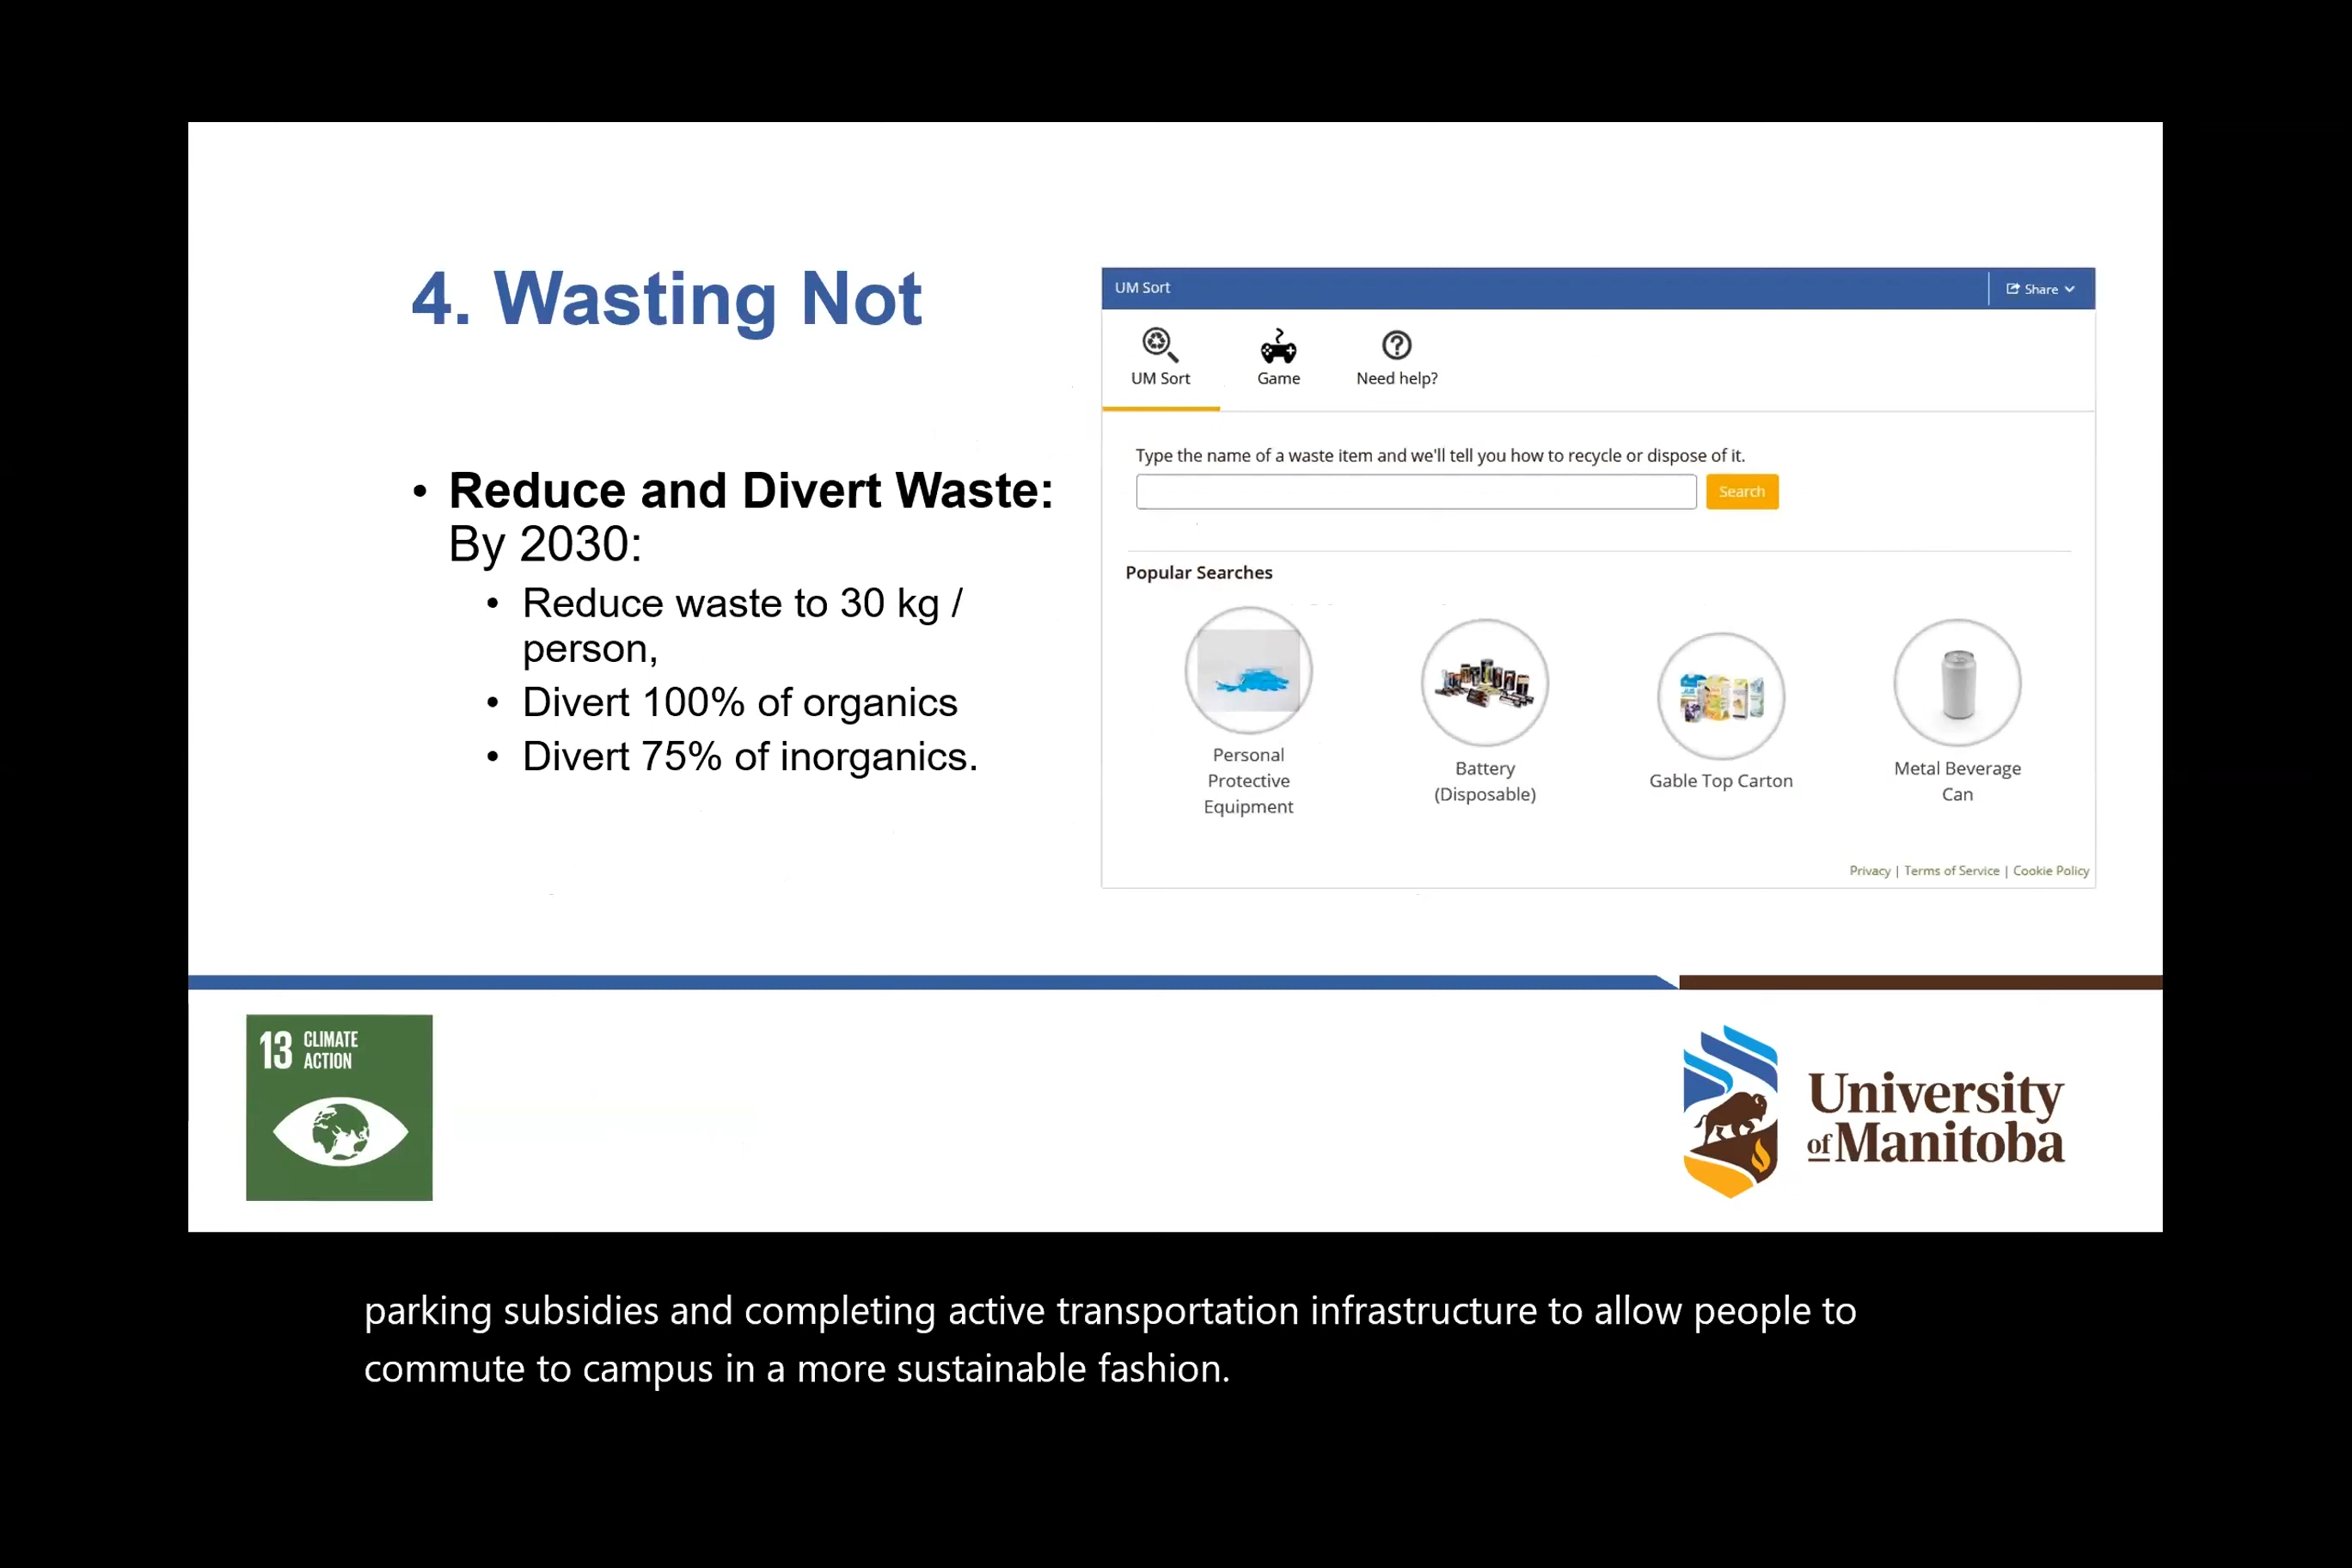 4. Wasting Not
• Reduce and Divert Waste:
By 2030:
• Reduce waste to 30 kg /
person,
• Divert 100% of organics
• Divert 75% of inorganics.
UM Sort
Share
UM Sort
Game
Need help?
Type the name of a waste item and we'll tell you how to recycle or dispose of it.
Search
Popular Searches
Personal
Protective
Equipment
Battery
(Disposable)
Gable Top Carton
Metal Beverage
Can
Privacy | Terms of Service | Cookie Policy
13 CLIMATE
ACTION
University
of Manitoba
parking subsidies and completing active transportation infrastructure to allow people to
commute to campus in a more sustainable fashion.